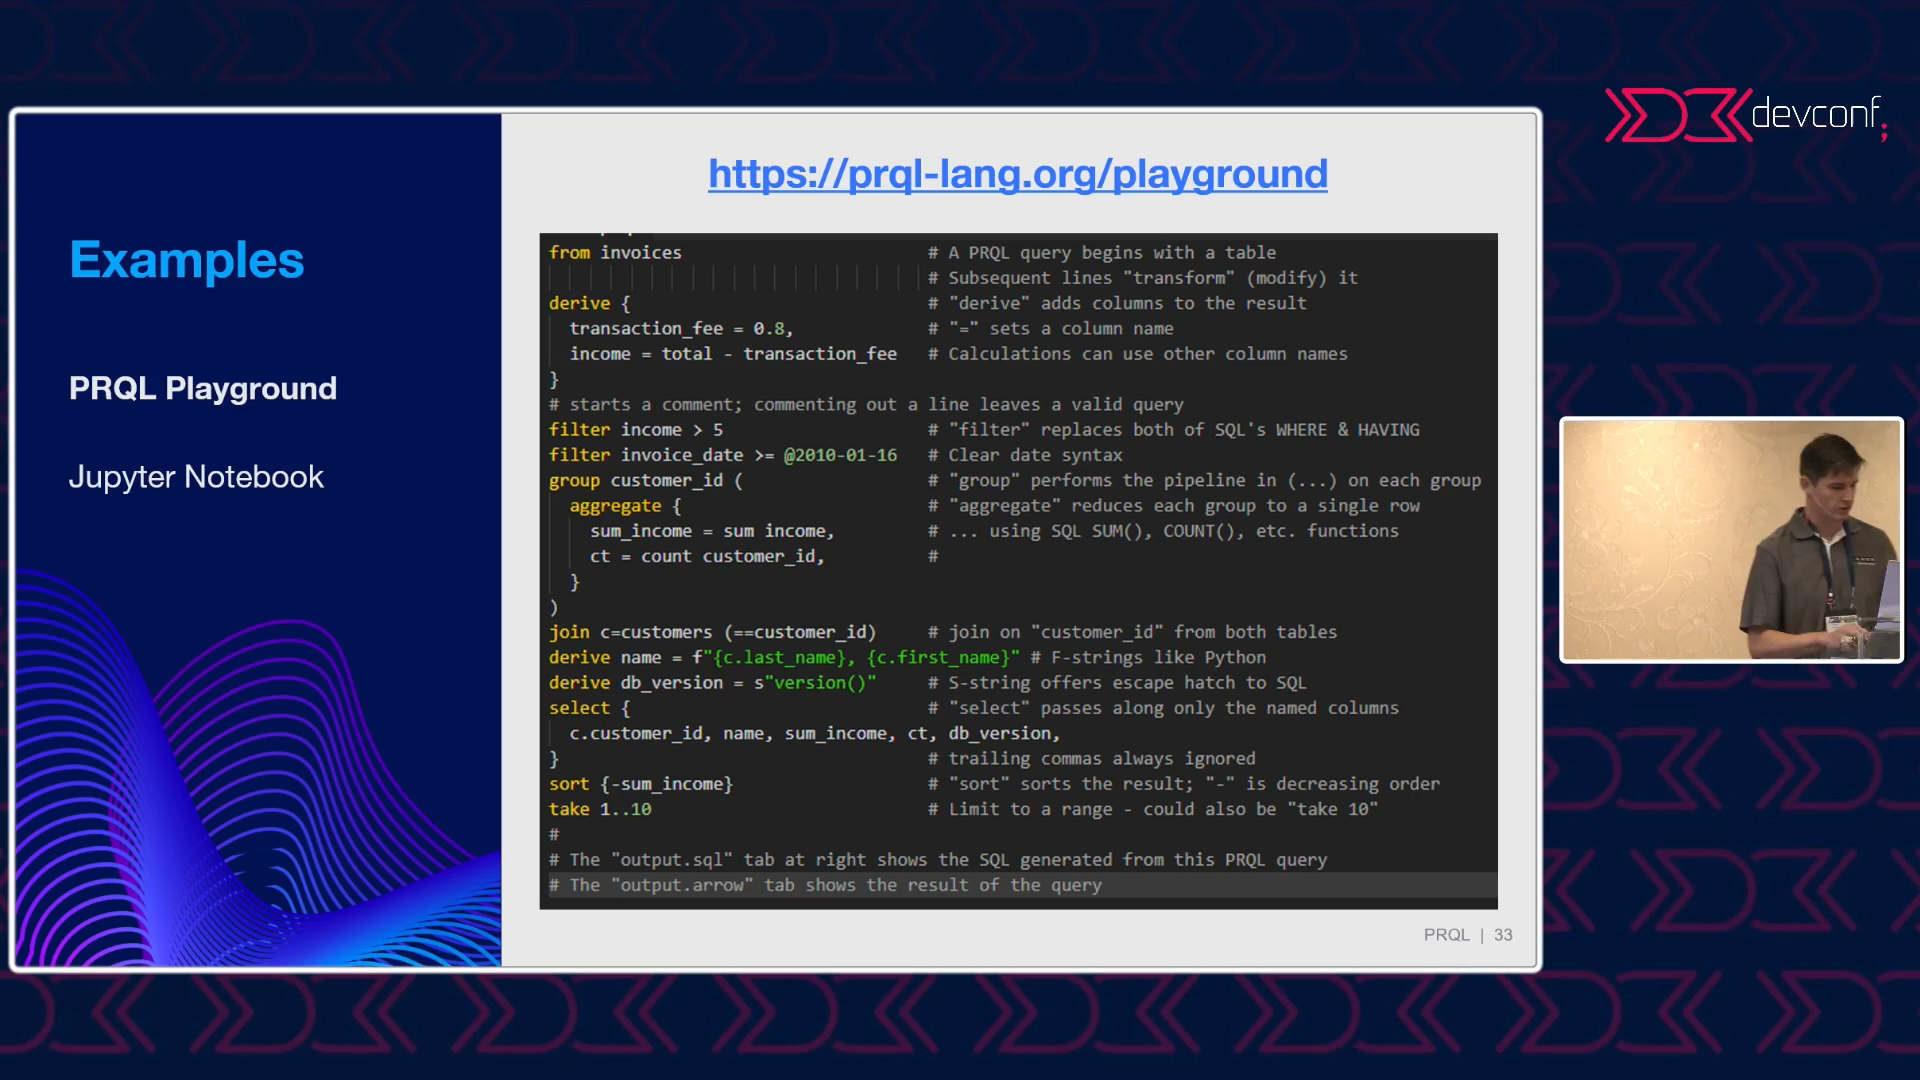 devconf;
Examples
PRQL Playground
Jupyter Notebook
https://prql-lang.org/playground
from invoices # A PRQL query begins with a table
# Subsequent lines "transform" (modify) it
derive { # "derive" adds columns to the result
transaction_fee = 0.8, # "=" sets a column name
income = total - transaction_fee # Calculations can use other column names
}
# starts a comment; commenting out a line leaves a valid query
filter income > 5 # "filter" replaces both of SQL's WHERE & HAVING
filter invoice_date >= @2010-01-16 # Clear date syntax
group customer_id ( # "group" performs the pipeline in (...) on each group
aggregate { # "aggregate" reduces each group to a single row
sum_income = sum income, # ... using SQL SUM(), COUNT(), etc. functions
ct = count customer_id, #
}
)
join c=customers (==customer_id) # join on "customer_id" from both tables
derive name = f"{c.last_name}, {c.first_name}" # F-strings like Python
derive db_version = s"version()" # S-string offers escape hatch to SQL
select { # "select" passes along only the named columns
c.customer_id, name, sum_income, ct, db_version,
} # trailing commas always ignored
sort {-sum_income} # "sort" sorts the result; "-" is decreasing order
take 1..10 # Limit to a range - could also be "take 10"
#
# The "output.sql" tab at right shows the SQL generated from this PRQL query
# The "output.arrow" tab shows the result of the query
PRQL | 33